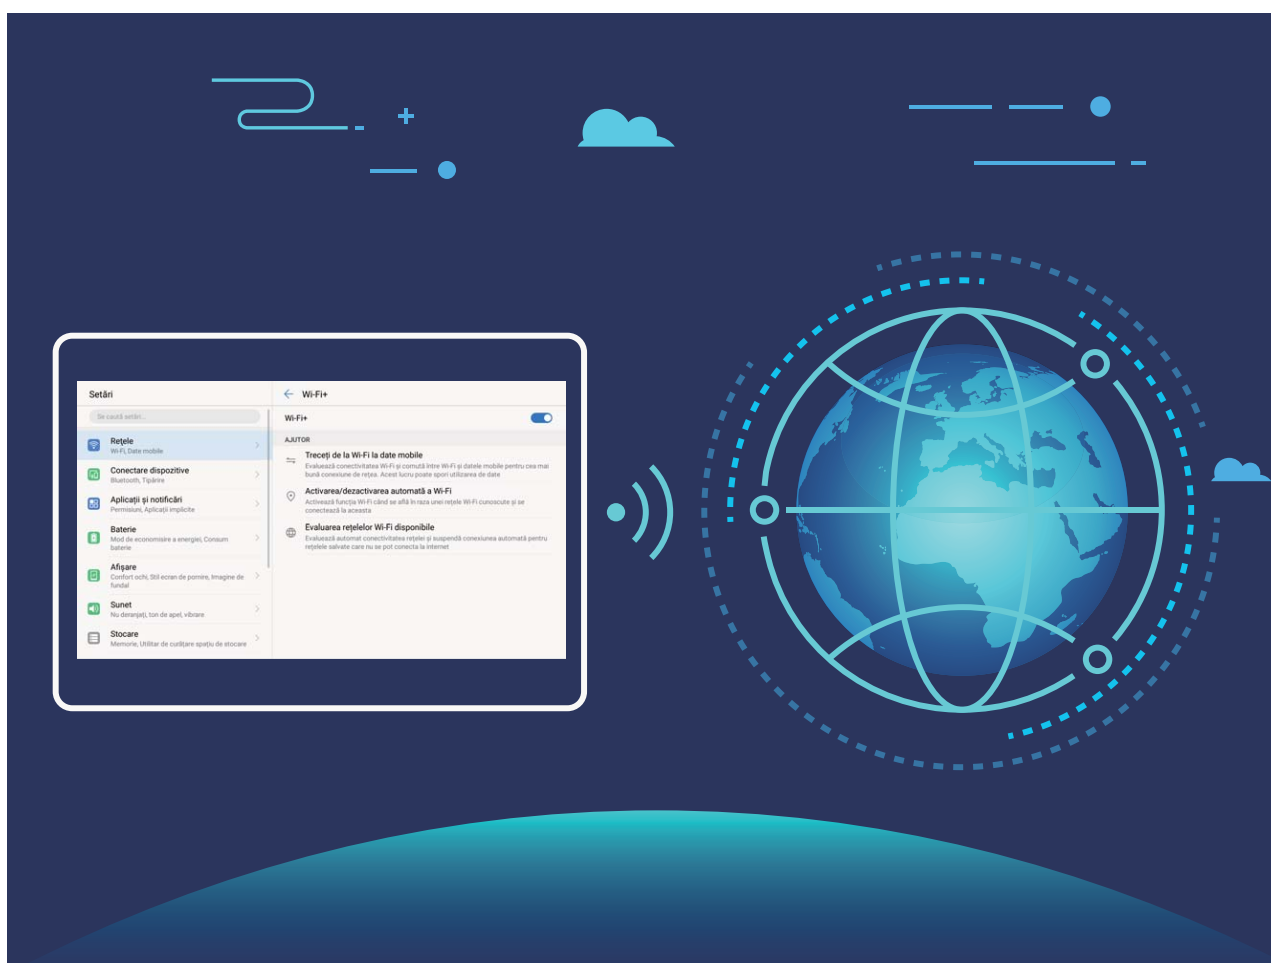 Setări
Se caută setări...
Rețele
Wi-Fi, Date mobile
Conectare dispozitive
Bluetooth, Tipărire
Aplicații și notificări
Permisiuni, Aplicații implicite
Baterie
Mod de economisire a energiei, Consum
baterie
Afișare
Confort ochi, Stil ecran de pornire, Imagine de
fundal
Sunet
Nu deranjați, ton de apel, vibrare
Stocare
Memorie, Utilitar de curățare spațiu de stocare
Wi-Fi+
Wi-Fi+
AJUTOR
Treceți de la Wi-Fi la date mobile
Evaluează conectivitatea Wi-Fi și comută între Wi-Fi și datele mobile pentru cea mai
bună conexiune de rețea. Acest lucru poate spori utilizarea de date
Activarea/dezactivarea automată a Wi-Fi
Activează funcția Wi-Fi când se află în raza unei rețele Wi-Fi cunoscute și se
conectează la aceasta
Evaluarea rețelelor Wi-Fi disponibile
Evaluează automat conectivitatea rețelei și suspendă conexiunea automată pentru
rețelele salvate care nu se pot conecta la internet